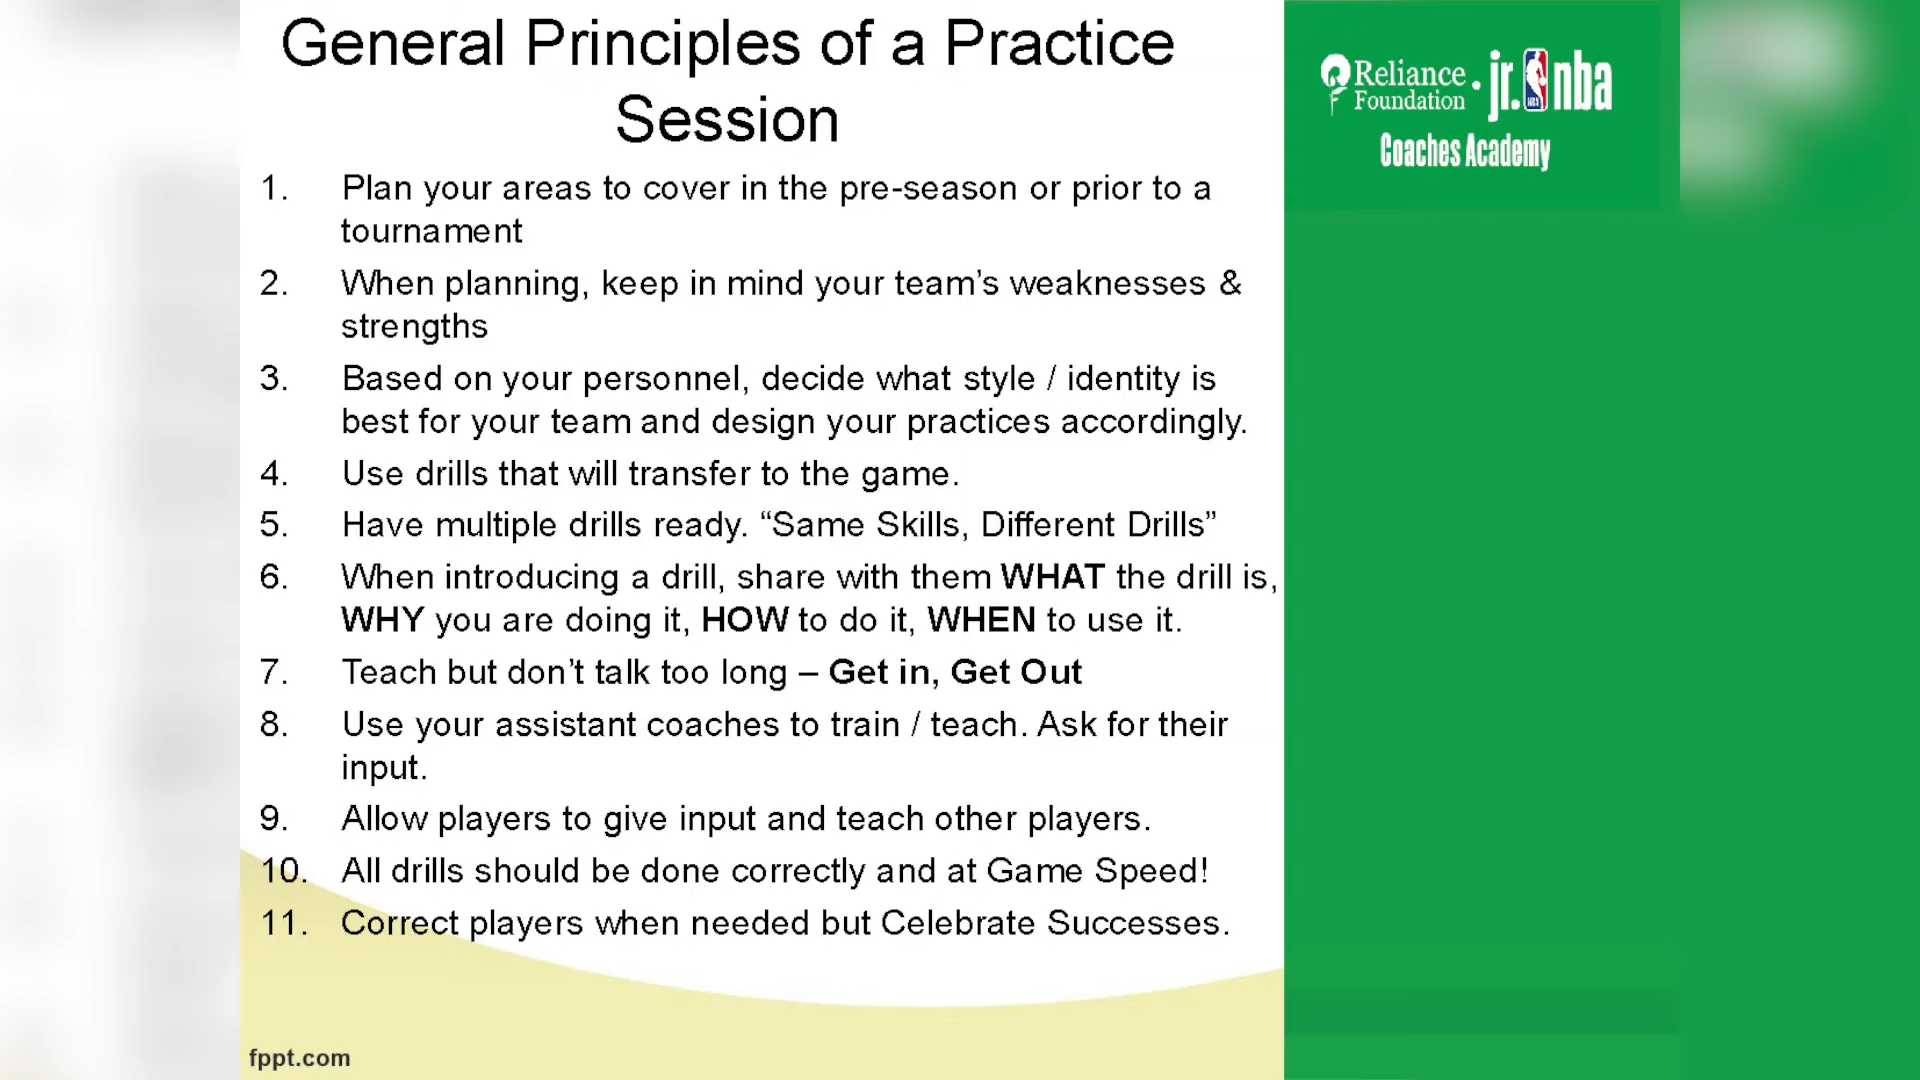 General Principles of a Practice
Session
1. Plan your areas to cover in the pre-season or prior to a
tournament
2. When planning, keep in mind your team’s weaknesses &
strengths
3. Based on your personnel, decide what style / identity is
best for your team and design your practices accordingly.
4. Use drills that will transfer to the game.
5. Have multiple drills ready. “Same Skills, Different Drills”
6. When introducing a drill, share with them WHAT the drill is,
WHY you are doing it, HOW to do it, WHEN to use it.
7. Teach but don’t talk too long – Get in, Get Out
8. Use your assistant coaches to train / teach. Ask for their
input.
9. Allow players to give input and teach other players.
10. All drills should be done correctly and at Game Speed!
11. Correct players when needed but Celebrate Successes.
fppt.com
Reliance
Foundation
jr. NBA nba
Coaches Academy